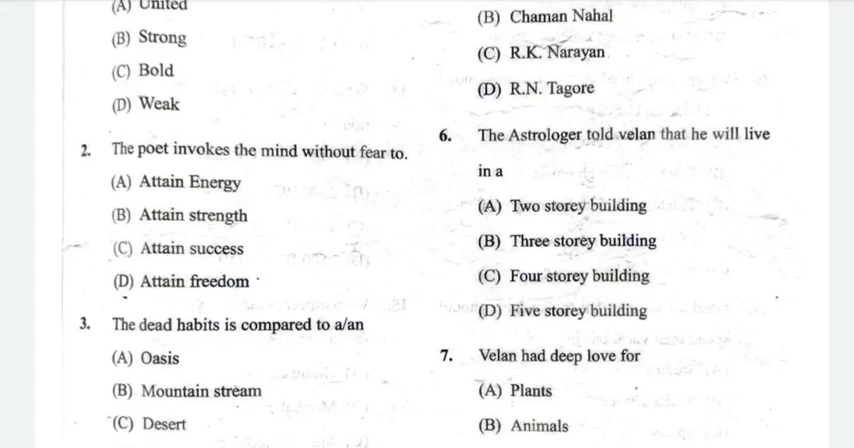 (A) United
(B) Strong
(C) Bold
(D) Weak
2. The poet invokes the mind without fear to.
(A) Attain Energy
(B) Attain strength
(C) Attain success
(D) Attain freedom
3. The dead habits is compared to a/an
(A) Oasis
(B) Mountain stream
(C) Desert
(B) Chaman Nahal
(C) R.K. Narayan
(D) R.N. Tagore
6. The Astrologer told velan that he will live
in a
(A) Two storey building
(B) Three storey building
(C) Four storey building
(D) Five storey building
7. Velan had deep love for
(A) Plants
(B) Animals